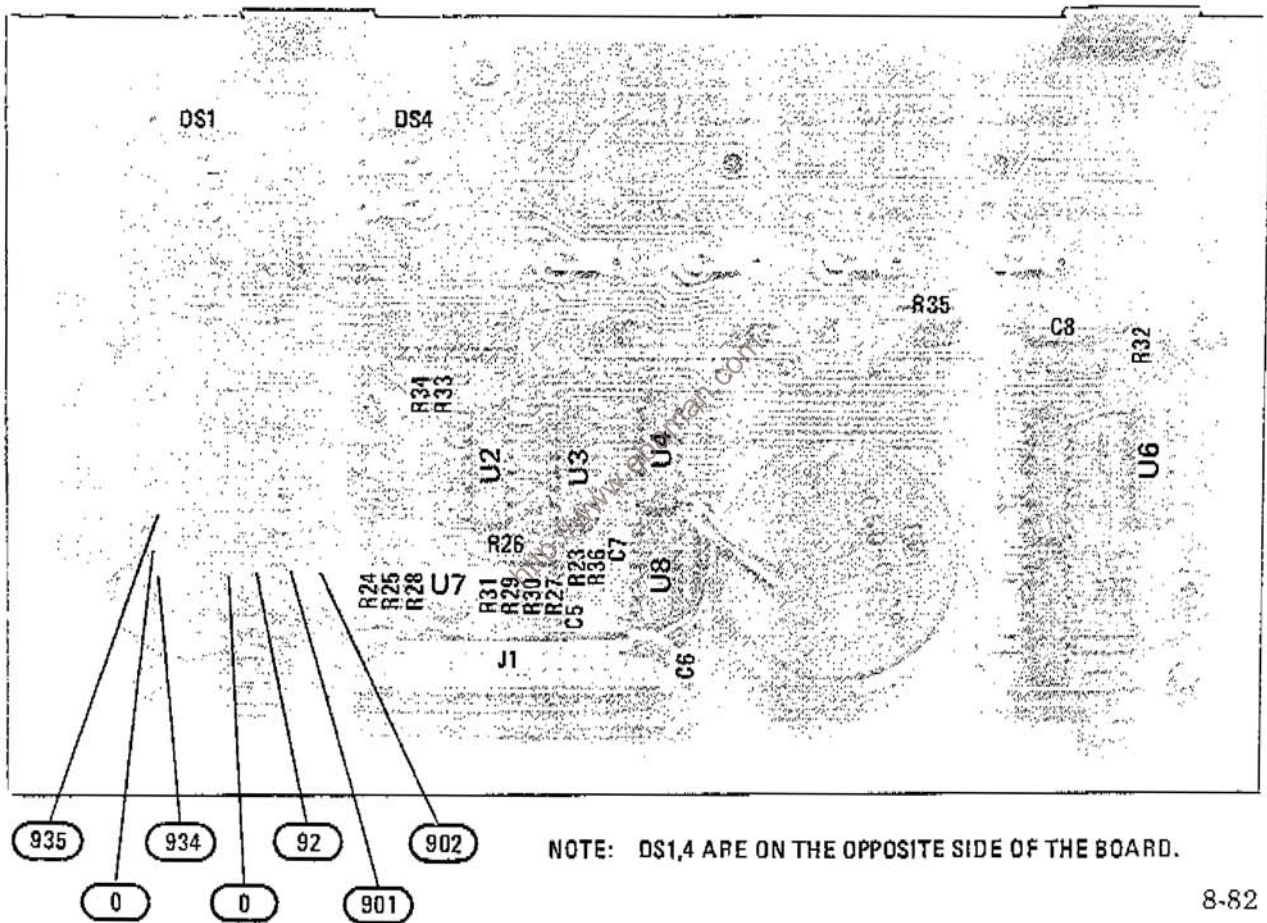 DS1
DS4
R35
C8
R32
R34
R33
U2
U3
U4
U6
R26
R23
R36
C7
U8
R24
R25
R28
U7
R31
R29
R30
R27
C5
J1
C6
935
934
92
902
0
0
901
NOTE: DS1,4 ARE ON THE OPPOSITE SIDE OF THE BOARD.
8-82